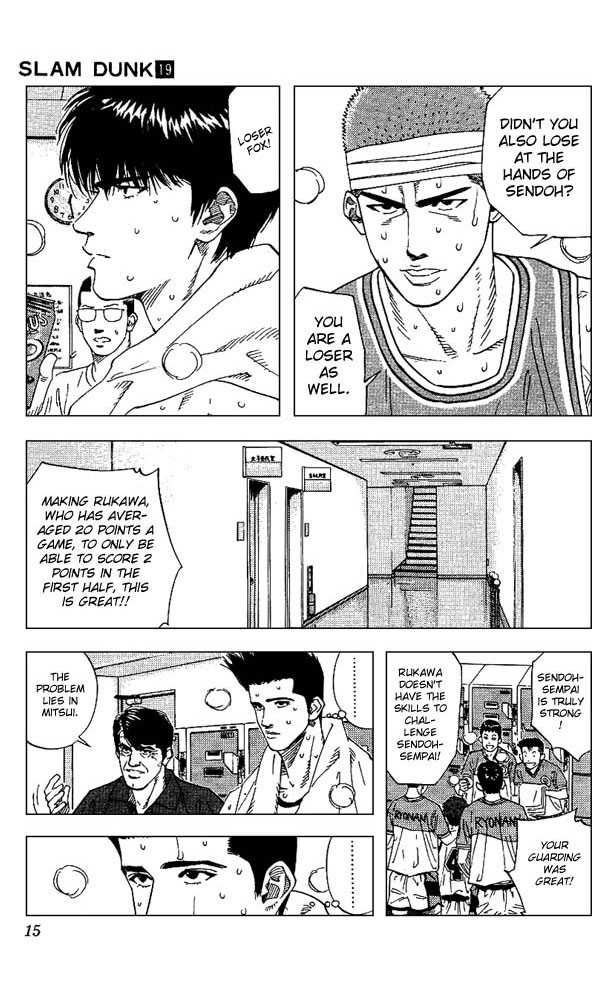 SLAM DUNK 19
DIDN'T YOU
ALSO LOSE
AT THE
HANDS OF
SENDOH?
YOU
ARE A
LOSER
AS
WELL.
LOSER
FOX!
MAKING RUKAWA,
WHO HAS AVER-
AGED 20 POINTS A
GAME, TO ONLY BE
ABLE TO SCORE 2
POINTS IN THE
FIRST HALF, THIS
IS GREAT!!
SENDOH-
SEMPAI
IS TRULY
STRONG
!
RUKAWA
DOESN'T
HAVE THE
SKILLS TO
CHAL-
LENGE
SENDOH-
SEMPAI!
YOUR
GUARDING
WAS
GREAT!
RYONAN
RYONAN
4
THE
PROBLEM
LIES IN
MITSUI.
15